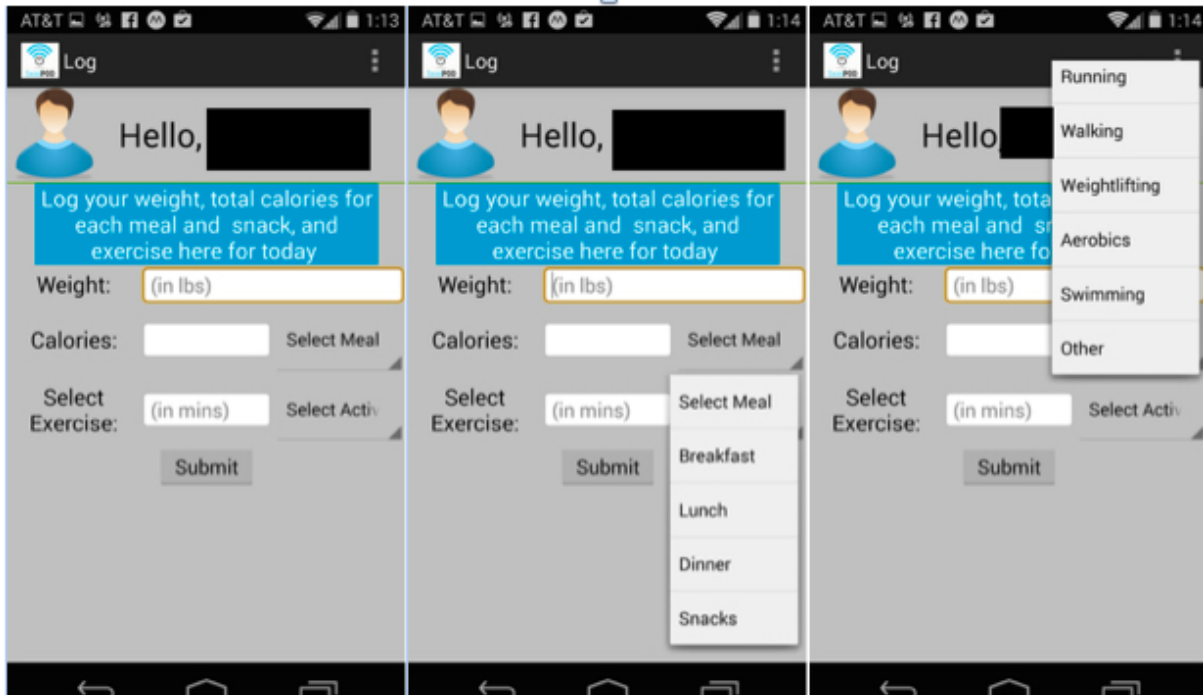 AT&T 1:13
Log
Hello,
Log your weight, total calories for
each meal and snack, and
exercise here for today
Weight: (in lbs)
Calories: Select Meal
Select
Exercise: (in mins) Select Activ
Submit
AT&T 1:14
Log
Hello,
Log your weight, total calories for
each meal and snack, and
exercise here for today
Weight: (in lbs)
Calories: Select Meal
Select
Exercise: (in mins)
Submit
Select Meal
Breakfast
Lunch
Dinner
Snacks
AT&T 1:14
Log
Hello,
Log your weight, tota
each meal and sn
exercise here fo
Weight: (in lbs)
Calories:
Select
Exercise: (in mins) Select Activ
Submit
Running
Walking
Weightlifting
Aerobics
Swimming
Other